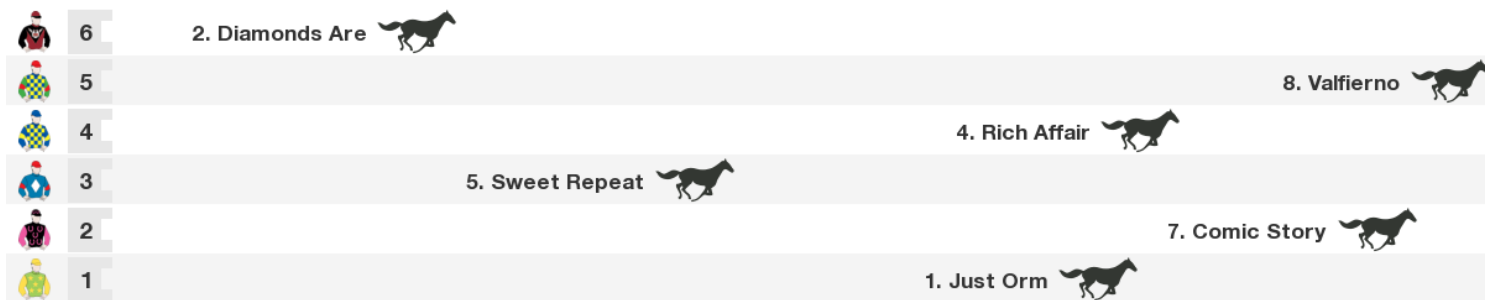 6 2. Diamonds Are
5 8. Valfierno
4 4. Rich Affair
3 5. Sweet Repeat
2 7. Comic Story
1 1. Just Orm